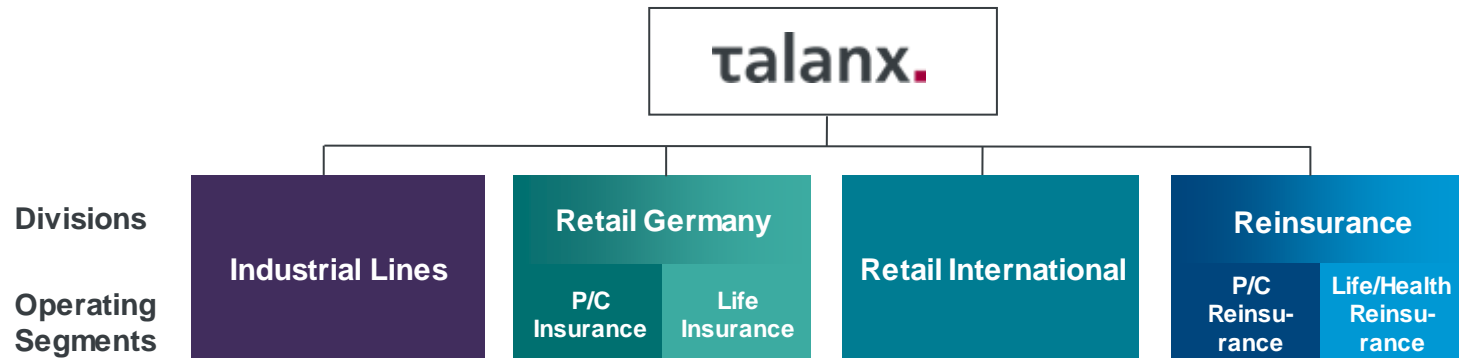 talanx.
Divisions
Operating
Segments
Industrial Lines
Retail Germany
P/C
Insurance
Life
Insurance
Retail International
Reinsurance
P/C
Reinsu-
rance
Life/Health
Reinsu-
rance